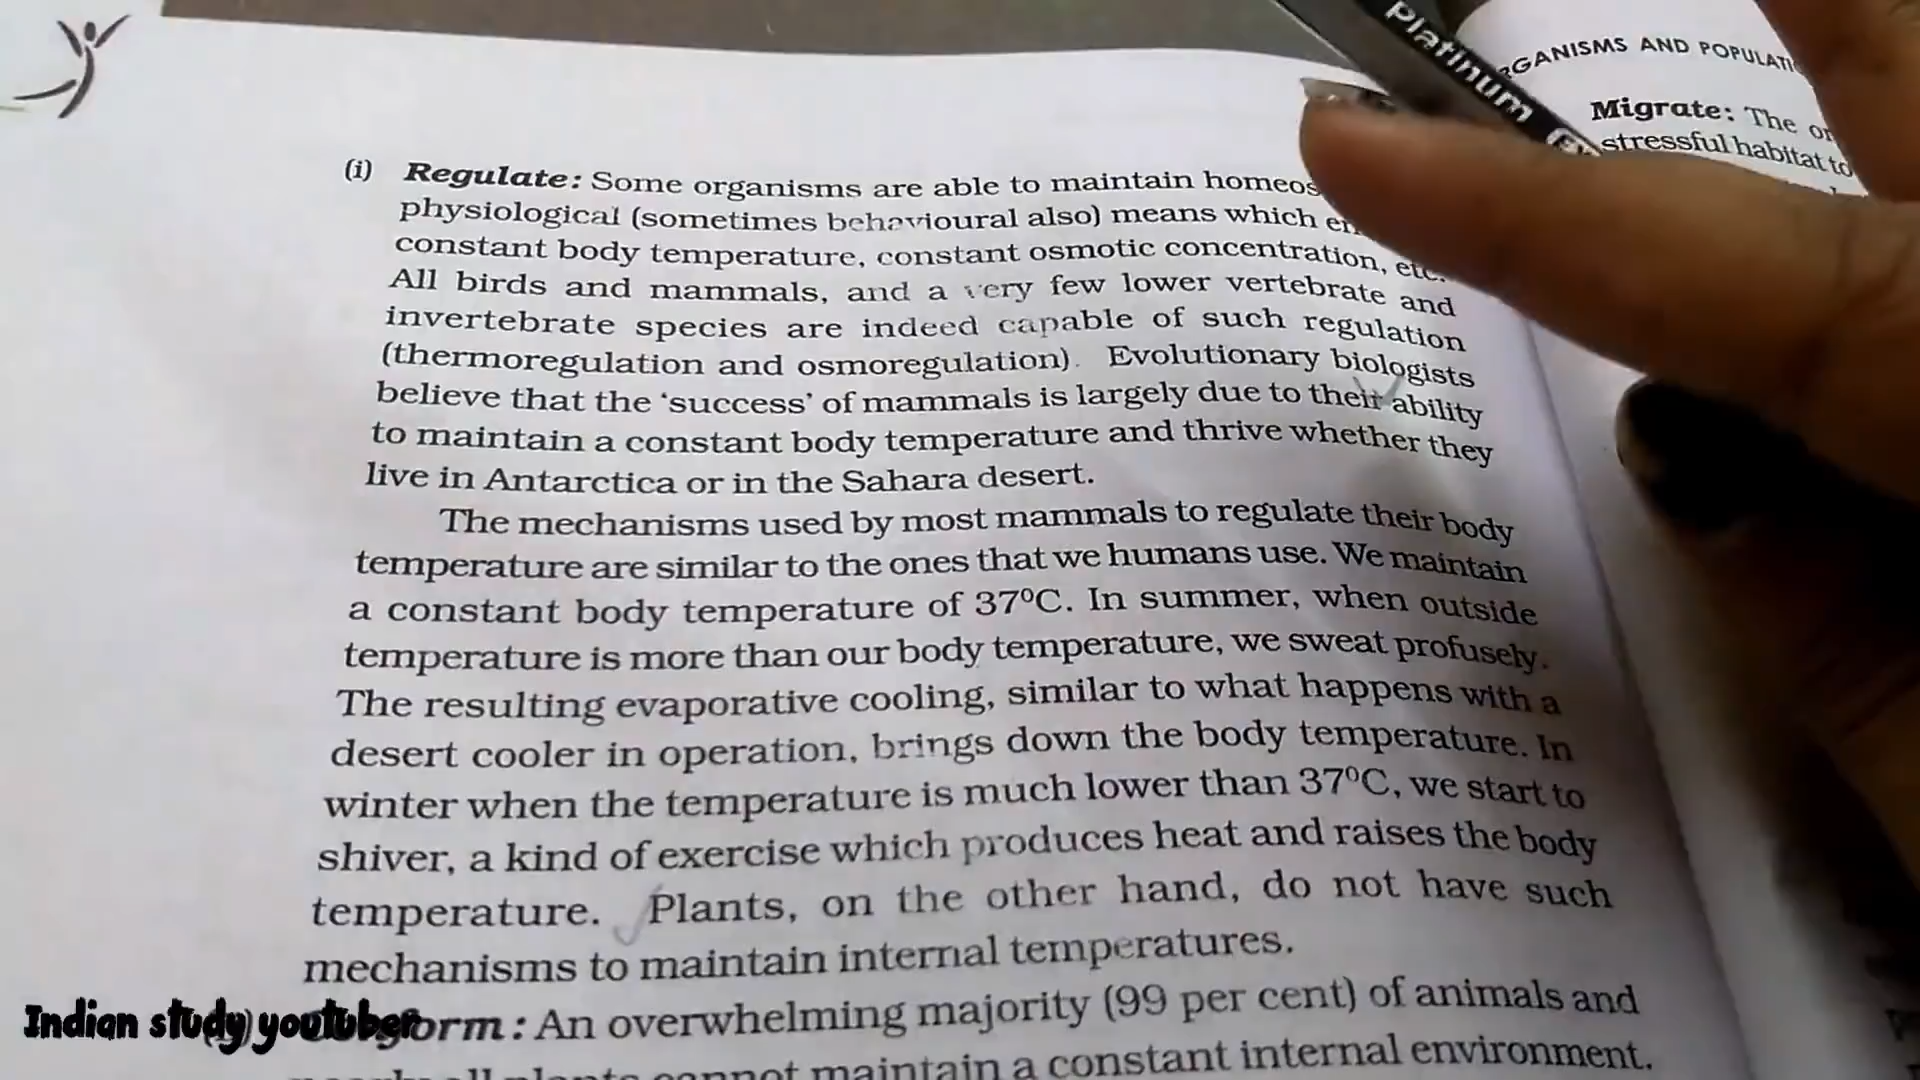 (i) Regulate: Some organisms are able to maintain homeos
physiological (sometimes behavioural also) means which
constant body temperature, constant osmotic concentration, etc.
All birds and mammals, and a very few lower vertebrate and
invertebrate species are indeed capable of such regulation
(thermoregulation and osmoregulation). Evolutionary biologists
believe that the ‘success’ of mammals is largely due to their ability
to maintain a constant body temperature and thrive whether they
live in Antarctica or in the Sahara desert.
The mechanisms used by most mammals to regulate their body
temperature are similar to the ones that we humans use. We maintain
a constant body temperature of 37⁰C. In summer, when outside
temperature is more than our body temperature, we sweat profusely.
The resulting evaporative cooling, similar to what happens with a
desert cooler in operation, brings down the body temperature. In
winter when the temperature is much lower than 37⁰C, we start to
shiver, a kind of exercise which produces heat and raises the body
temperature. Plants, on the other hand, do not have such
mechanisms to maintain internal temperatures.
orm: An overwhelming majority (99 per cent) of animals and
all plants cannot maintain a constant internal environment.
Indian study youtuber
Platinum
RGANISMS AND POPULATI
Migrate: The or
stressful habitat to